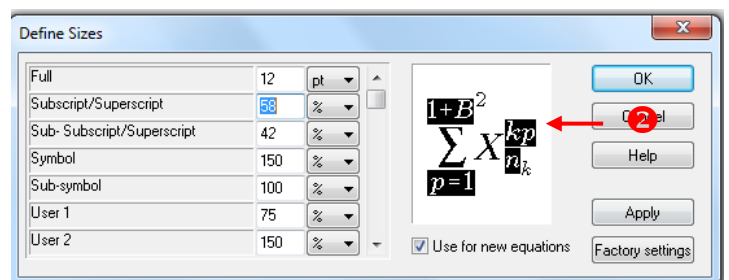 Define Sizes
Full 12 pt
Subscript/Superscript 58 %
Sub- Subscript/Superscript 42 %
Symbol 150 %
Sub-symbol 100 %
User 1 75 %
User 2 150 %
1+B²
∑ X kp
n k
p=1
Use for new equations
OK
2
Help
Apply
Factory settings